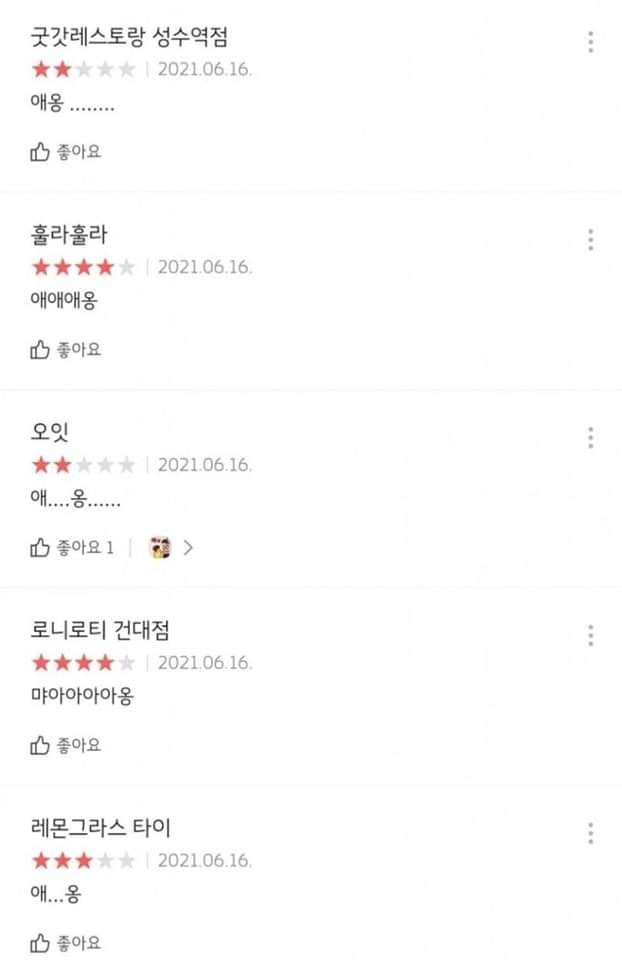 굿갓레스토랑 성수역점
2021.06.16.
애옹 ........
좋아요
훌라훌라
2021.06.16.
애애애옹
좋아요
오잇
2021.06.16.
애....옹......
좋아요 1
로니로티 건대점
2021.06.16.
먀아아아아옹
좋아요
레몬그라스 타이
2021.06.16.
애...옹
좋아요